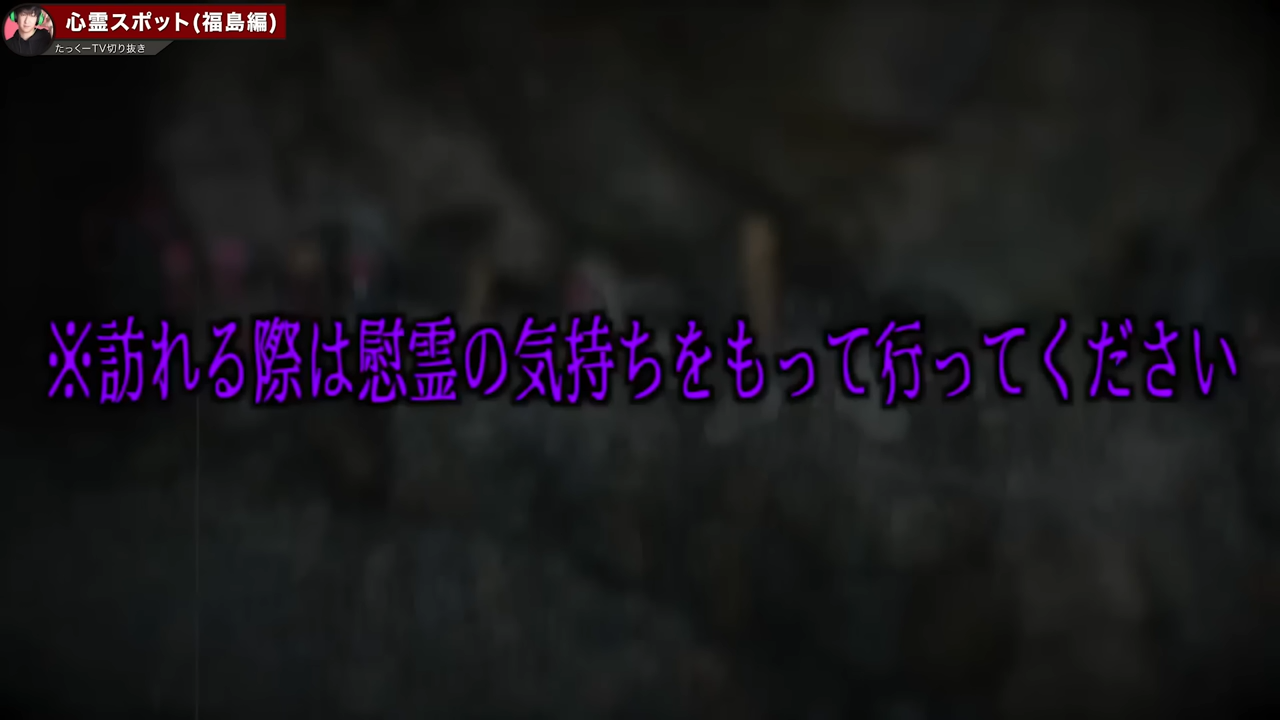 心霊スポット(福島編)
たっくーTV切り抜き
※訪れる際は慰霊の気持ちをもって行ってください